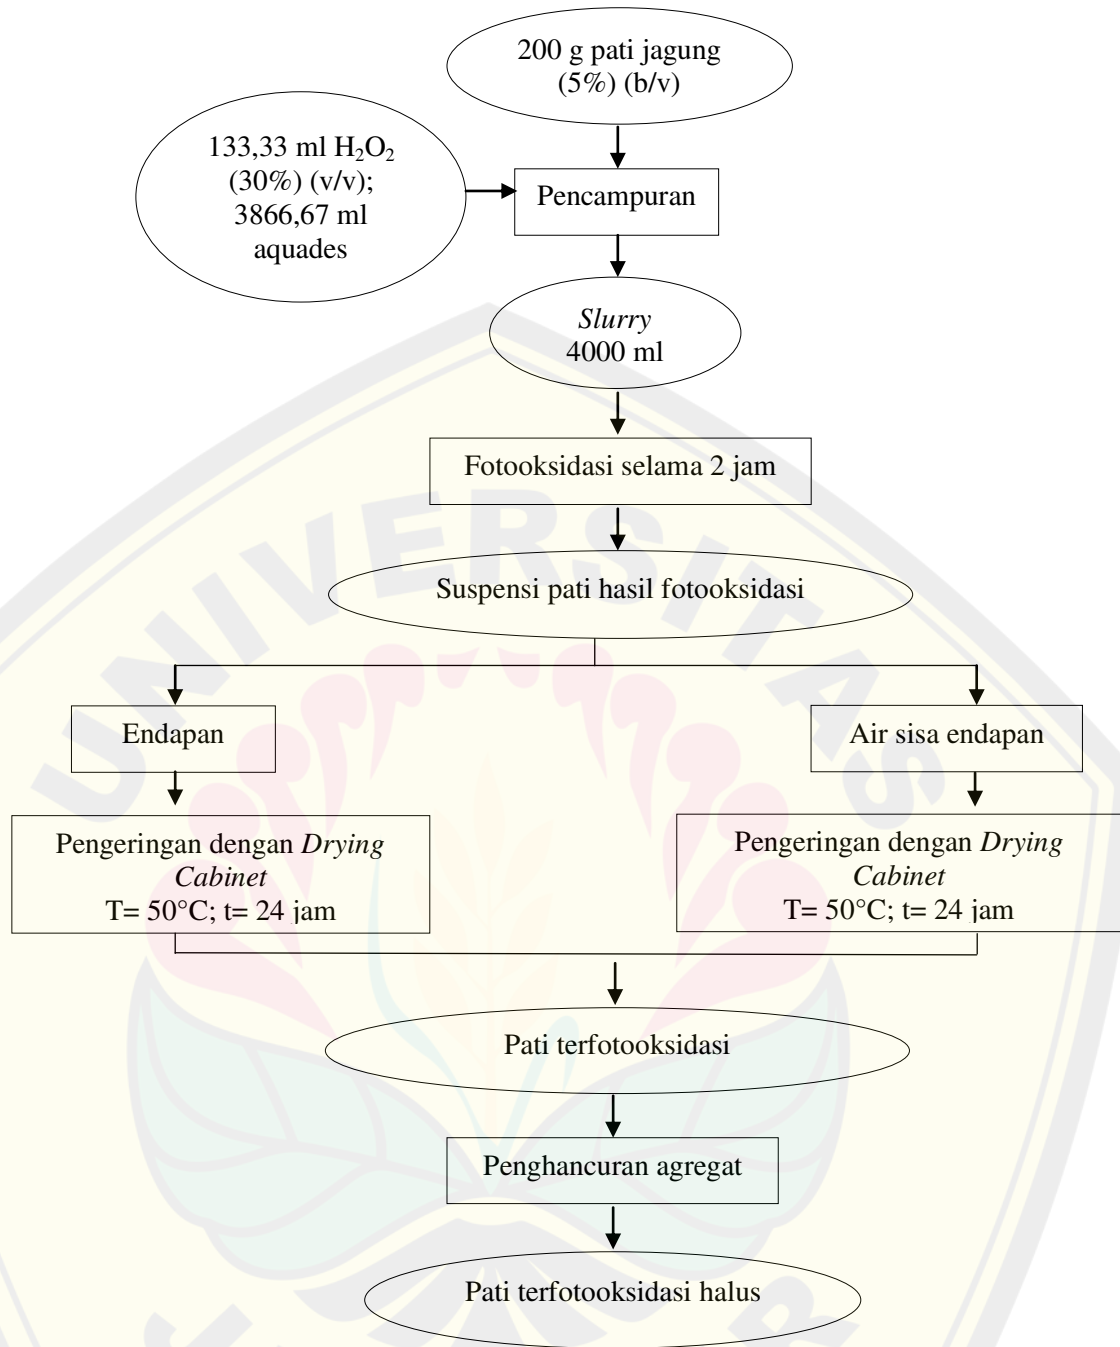 200 g pati jagung
(5%) (b/v)
133,33 ml H₂O₂
(30%) (v/v);
3866,67 ml
aquades
Pencampuran
Slurry
4000 ml
Fotooksidasi selama 2 jam
Suspensi pati hasil fotooksidasi
UNIVERSITAS
Endapan
Air sisa endapan
Pengeringan dengan Drying
Cabinet
T= 50°C; t= 24 jam
Pengeringan dengan Drying
Cabinet
T= 50°C; t= 24 jam
Pati terfotooksidasi
Penghancuran agregat
Pati terfotooksidasi halus